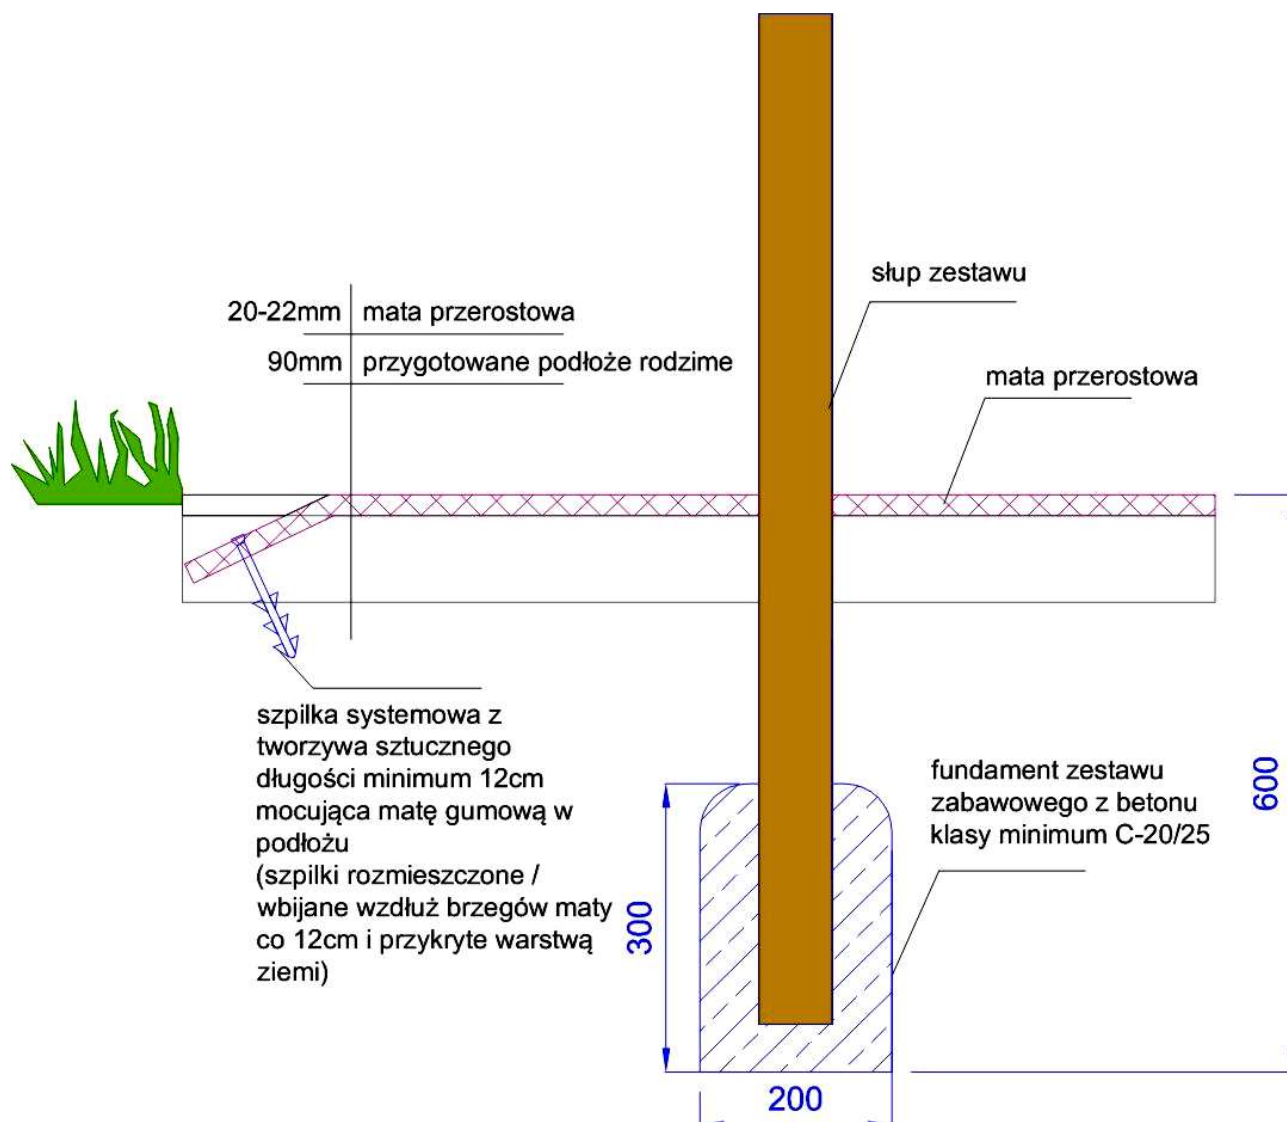 słup zestawu
20-22mm mata przerostowa
90mm przygotowane podłoże rodzime
mata przerostowa
szpilka systemowa z
tworzywa sztucznego
długości minimum 12cm
mocująca matę gumową w
podłożu
(szpilki rozmieszczone /
wbijane wzdłuż brzegów maty
co 12cm i przykryte warstwą
ziemi)
fundament zestawu
zabawowego z betonu
klasy minimum C-20/25
600
300
200